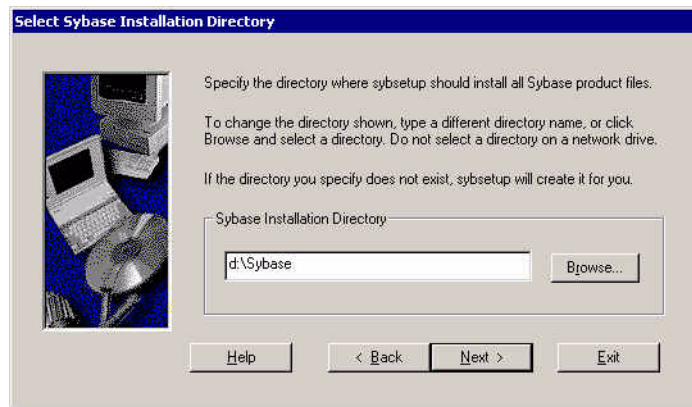 Select Sybase Installation Directory
Specify the directory where sybsetup should install all Sybase product files.
To change the directory shown, type a different directory name, or click
Browse and select a directory. Do not select a directory on a network drive.
If the directory you specify does not exist, sybsetup will create it for you.
Sybase Installation Directory
d:\Sybase
Browse...
Help
< Back
Next >
Exit